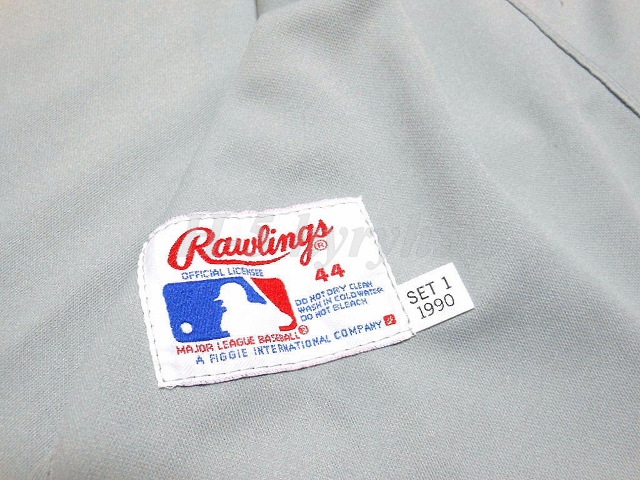 Rawlings®
OFFICIAL LICENSEE
44
DO NOT DRY CLEAN
WASH IN COLD WATER
DO NOT BLEACH
MAJOR LEAGUE BASEBALL®
A FIGGIE INTERNATIONAL COMPANY
SET 1
1990